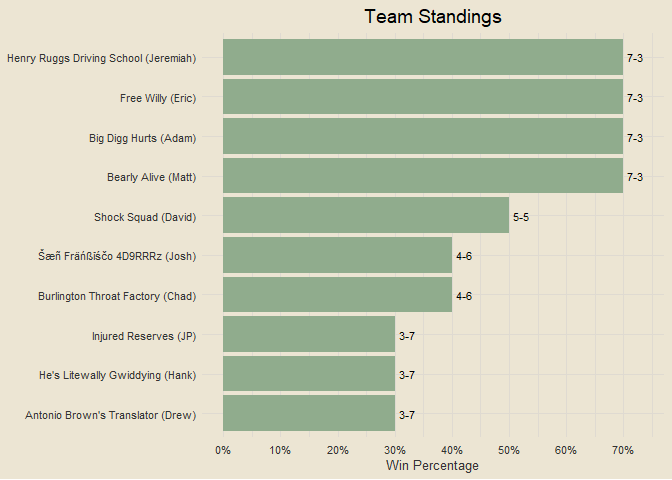 Team Standings
Henry Ruggs Driving School (Jeremiah) 7-3
Free Willy (Eric) 7-3
Big Digg Hurts (Adam) 7-3
Bearly Alive (Matt) 7-3
Shock Squad (David) 5-5
Šæñ Fräńßïśčo 4D9RRRz (Josh) 4-6
Burlington Throat Factory (Chad) 4-6
Injured Reserves (JP) 3-7
He's Litewally Gwiddying (Hank) 3-7
Antonio Brown's Translator (Drew) 3-7
0% 10% 20% 30% 40% 50% 60% 70%
Win Percentage